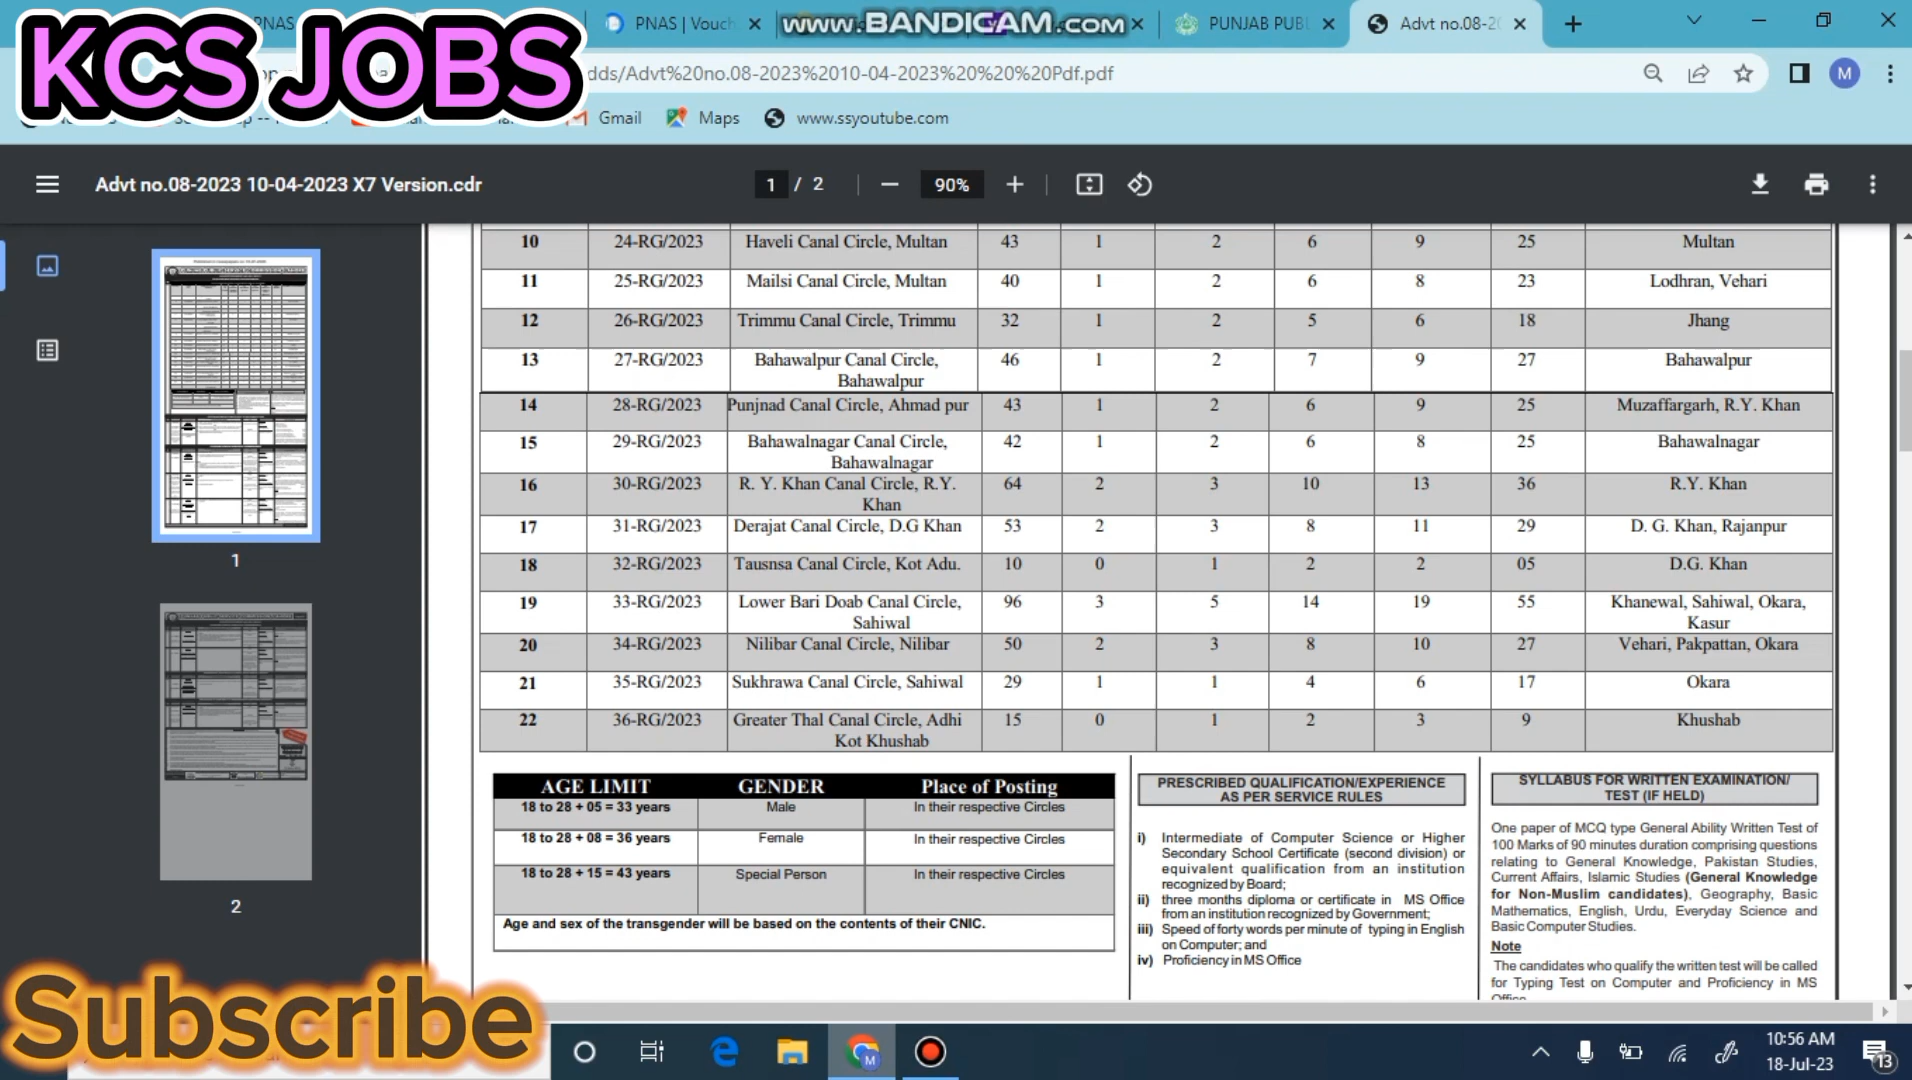 KCS JOBS
PNAS
PNAS | Vouch
www.BANDICAM.com
PUNJAB PUBL
Advt no.08-20
dds/Advt%20no.08-2023%2010-04-2023%20%20%20Pdf.pdf
M
Gmail
Maps
www.ssyoutube.com
Advt no.08-2023 10-04-2023 X7 Version.cdr
1 / 2
90%
10 24-RG/2023 Haveli Canal Circle, Multan 43 1 2 6 9 25 Multan
11 25-RG/2023 Mailsi Canal Circle, Multan 40 1 2 6 8 23 Lodhran, Vehari
12 26-RG/2023 Trimmu Canal Circle, Trimmu 32 1 2 5 6 18 Jhang
13 27-RG/2023 Bahawalpur Canal Circle, 46 1 2 7 9 27 Bahawalpur
Bahawalpur
14 28-RG/2023 Punjnad Canal Circle, Ahmad pur 43 1 2 6 9 25 Muzaffargarh, R.Y. Khan
15 29-RG/2023 Bahawalnagar Canal Circle, 42 1 2 6 8 25 Bahawalnagar
Bahawalnagar
16 30-RG/2023 R. Y. Khan Canal Circle, R.Y. 64 2 3 10 13 36 R.Y. Khan
Khan
17 31-RG/2023 Derajat Canal Circle, D.G Khan 53 2 3 8 11 29 D. G. Khan, Rajanpur
18 32-RG/2023 Tausnsa Canal Circle, Kot Adu. 10 0 1 2 2 05 D.G. Khan
19 33-RG/2023 Lower Bari Doab Canal Circle, 96 3 5 14 19 55 Khanewal, Sahiwal, Okara,
Sahiwal Kasur
20 34-RG/2023 Nilibar Canal Circle, Nilibar 50 2 3 8 10 27 Vehari, Pakpattan, Okara
21 35-RG/2023 Sukhrawa Canal Circle, Sahiwal 29 1 1 4 6 17 Okara
22 36-RG/2023 Greater Thal Canal Circle, Adhi 15 0 1 2 3 9 Khushab
Kot Khushab
AGE LIMIT GENDER Place of Posting
18 to 28 + 05 = 33 years Male In their respective Circles
18 to 28 + 08 = 36 years Female In their respective Circles
18 to 28 + 15 = 43 years Special Person In their respective Circles
Age and sex of the transgender will be based on the contents of their CNIC.
PRESCRIBED QUALIFICATION/EXPERIENCE
AS PER SERVICE RULES
i) Intermediate of Computer Science or Higher
Secondary School Certificate (second division) or
equivalent qualification from an institution
recognized by Board;
ii) three months diploma or certificate in MS Office
from an institution recognized by Government;
iii) Speed of forty words per minute of typing in English
on Computer; and
iv) Proficiency in MS Office
SYLLABUS FOR WRITTEN EXAMINATION/
TEST (IF HELD)
One paper of MCQ type General Ability Written Test of
100 Marks of 90 minutes duration comprising questions
relating to General Knowledge, Pakistan Studies,
Current Affairs, Islamic Studies (General Knowledge
for Non-Muslim candidates), Geography, Basic
Mathematics, English, Urdu, Everyday Science and
Basic Computer Studies.
Note
The candidates who qualify the written test will be called
for Typing Test on Computer and Proficiency in MS
Office
1
2
Subscribe
M
10:56 AM
18-Jul-23
13